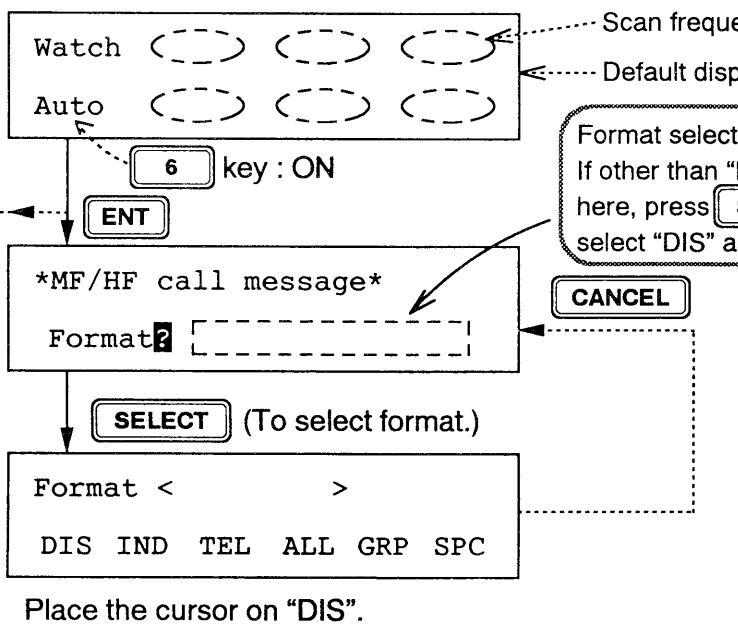 Watch
Scan freque
Default disp
Auto
6 key : ON
ENT
Format select
If other than “
here, press
select “DIS” a
*MF/HF call message*
Format?
CANCEL
SELECT (To select format.)
Format < >
DIS IND TEL ALL GRP SPC
Place the cursor on “DIS”.